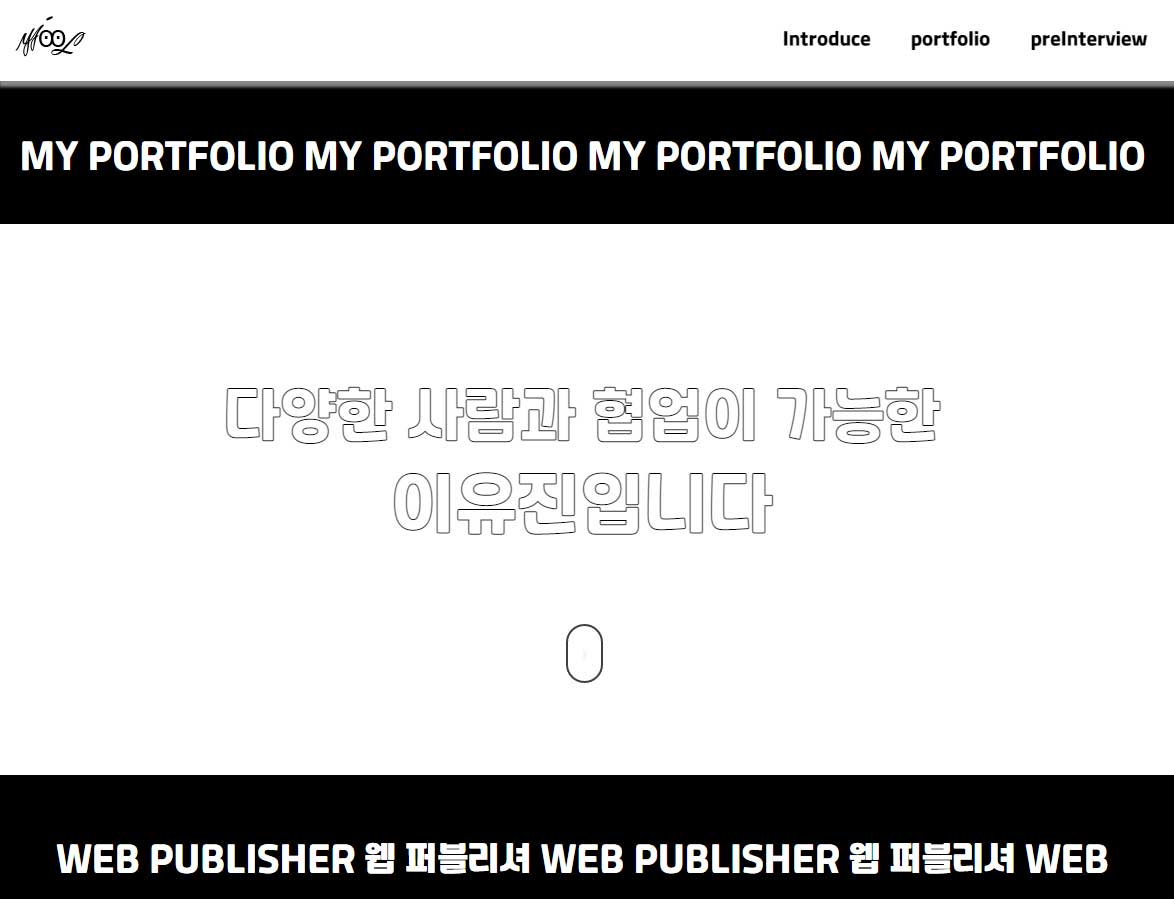 Introduce portfolio preInterview
MY PORTFOLIO MY PORTFOLIO MY PORTFOLIO MY PORTFOLIO
다양한 사람과 협업이 가능한
이유진입니다
WEB PUBLISHER 웹 퍼블리셔 WEB PUBLISHER 웹 퍼블리셔 WEB